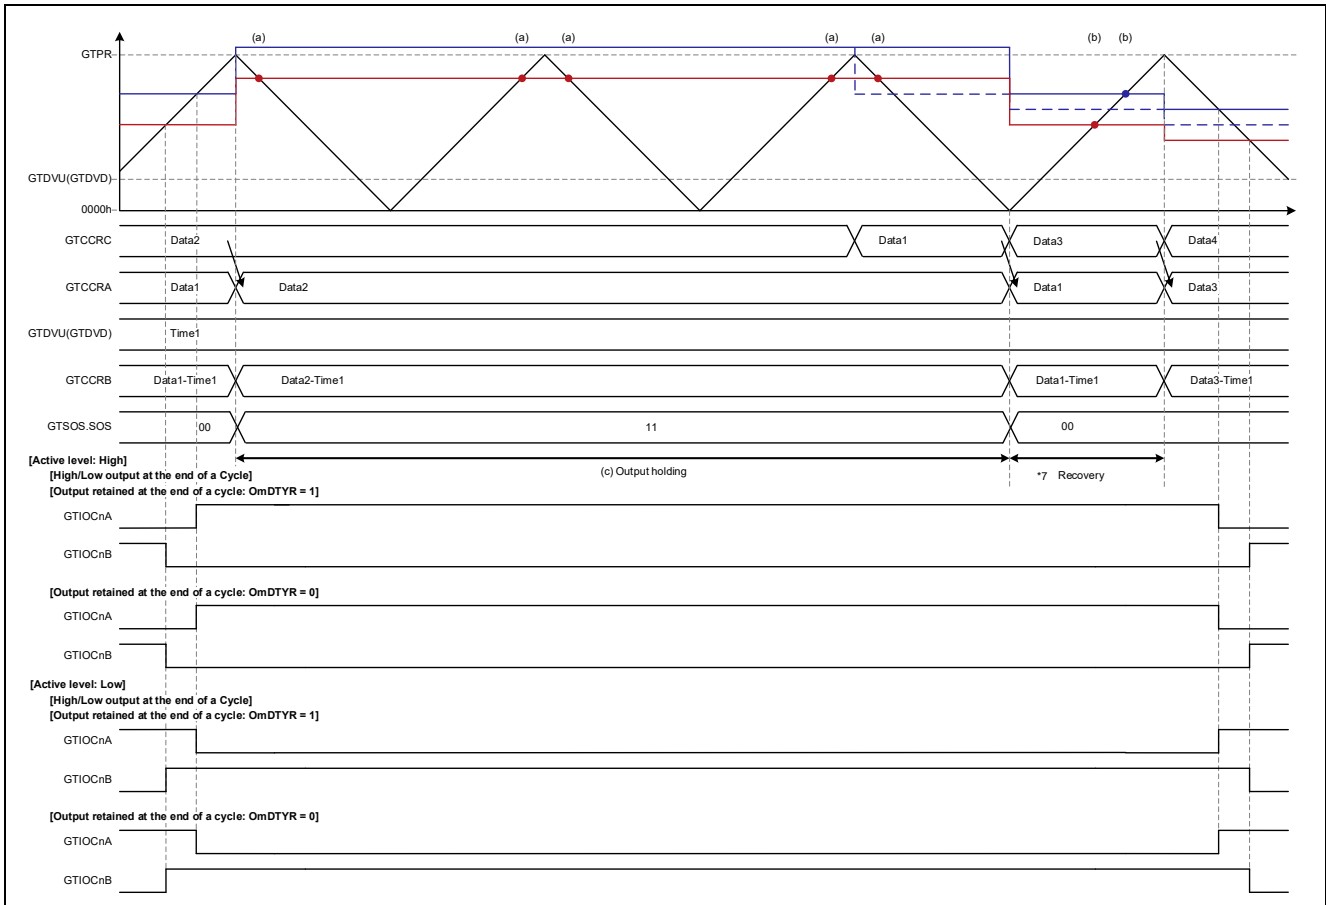 (a) (a) (a) (a) (a) (b) (b)
GTPR
GTDVU(GTDVD)
0000h
GTCCRC Data2 Data1 Data3 Data4
GTCCRA Data1 Data2 Data1 Data3
GTDVU(GTDVD) Time1
GTCCRB Data1-Time1 Data2-Time1 Data1-Time1 Data3-Time1
GTSOS.SOS 00 11 00
[Active level: High]
(c) Output holding *7 Recovery
[High/Low output at the end of a Cycle]
[Output retained at the end of a cycle: OmDTYR = 1]
GTIOCnA
GTIOCnB
[Output retained at the end of a cycle: OmDTYR = 0]
GTIOCnA
GTIOCnB
[Active level: Low]
[High/Low output at the end of a Cycle]
[Output retained at the end of a cycle: OmDTYR = 1]
GTIOCnA
GTIOCnB
[Output retained at the end of a cycle: OmDTYR = 0]
GTIOCnA
GTIOCnB